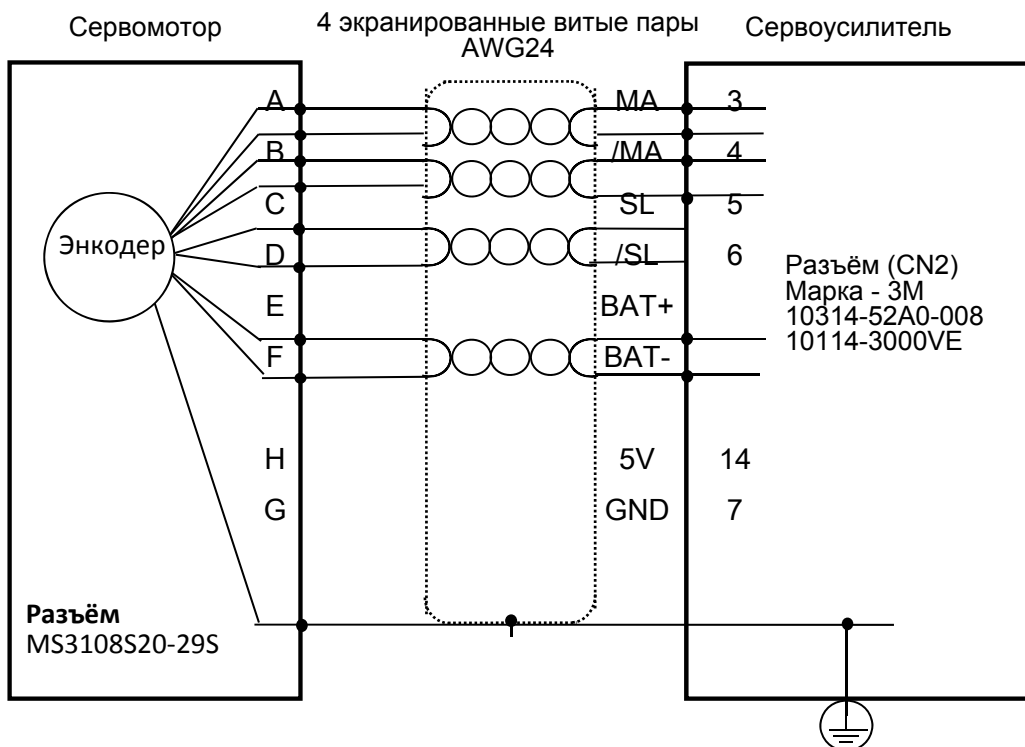 Сервомотор
4 экранированные витые пары
AWG24
Сервоусилитель
A
MA
3
B
/MA
4
C
SL
5
Энкодер
D
/SL
6
E
BAT+
F
BAT-
Разъём (CN2)
Марка - 3M
10314-52A0-008
10114-3000VE
H
5V
14
G
GND
7
Разъём
MS3108S20-29S